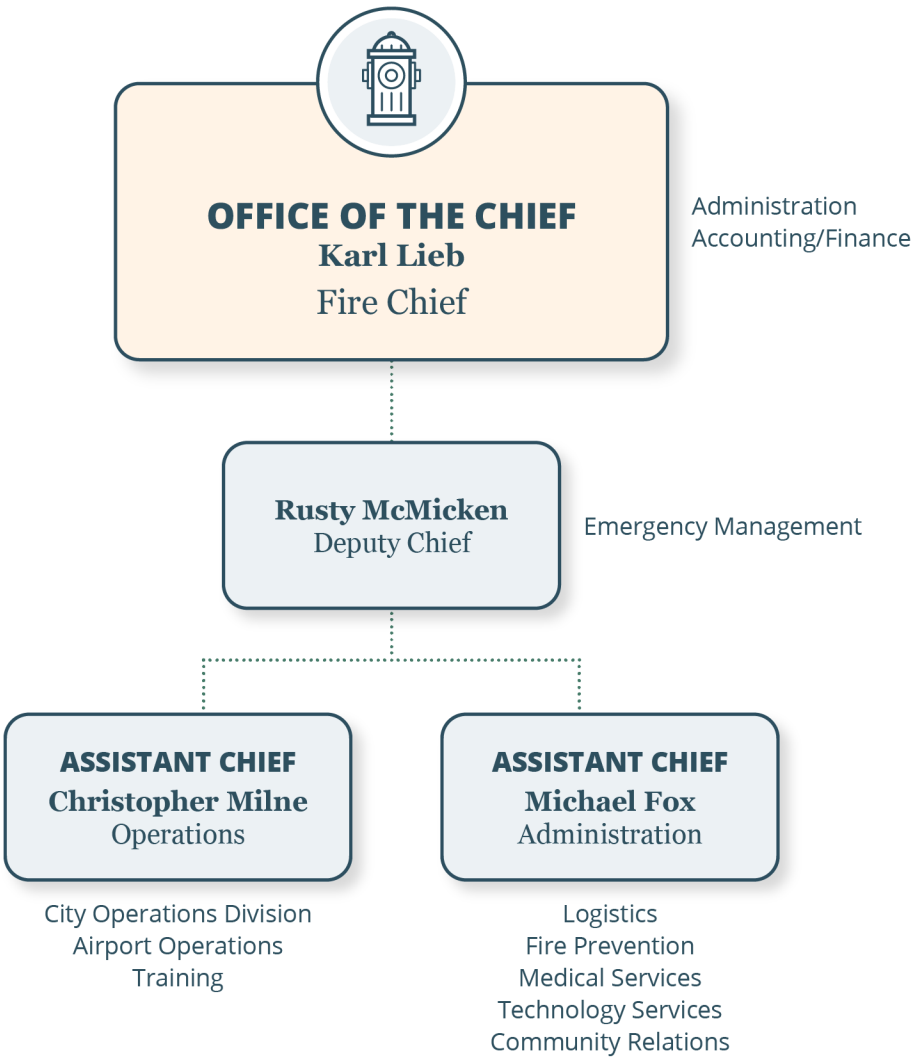 OFFICE OF THE CHIEF
Karl Lieb
Fire Chief
Administration
Accounting/Finance
Rusty McMicken
Deputy Chief
Emergency Management
ASSISTANT CHIEF
Christopher Milne
Operations
City Operations Division
Airport Operations
Training
ASSISTANT CHIEF
Michael Fox
Administration
Logistics
Fire Prevention
Medical Services
Technology Services
Community Relations